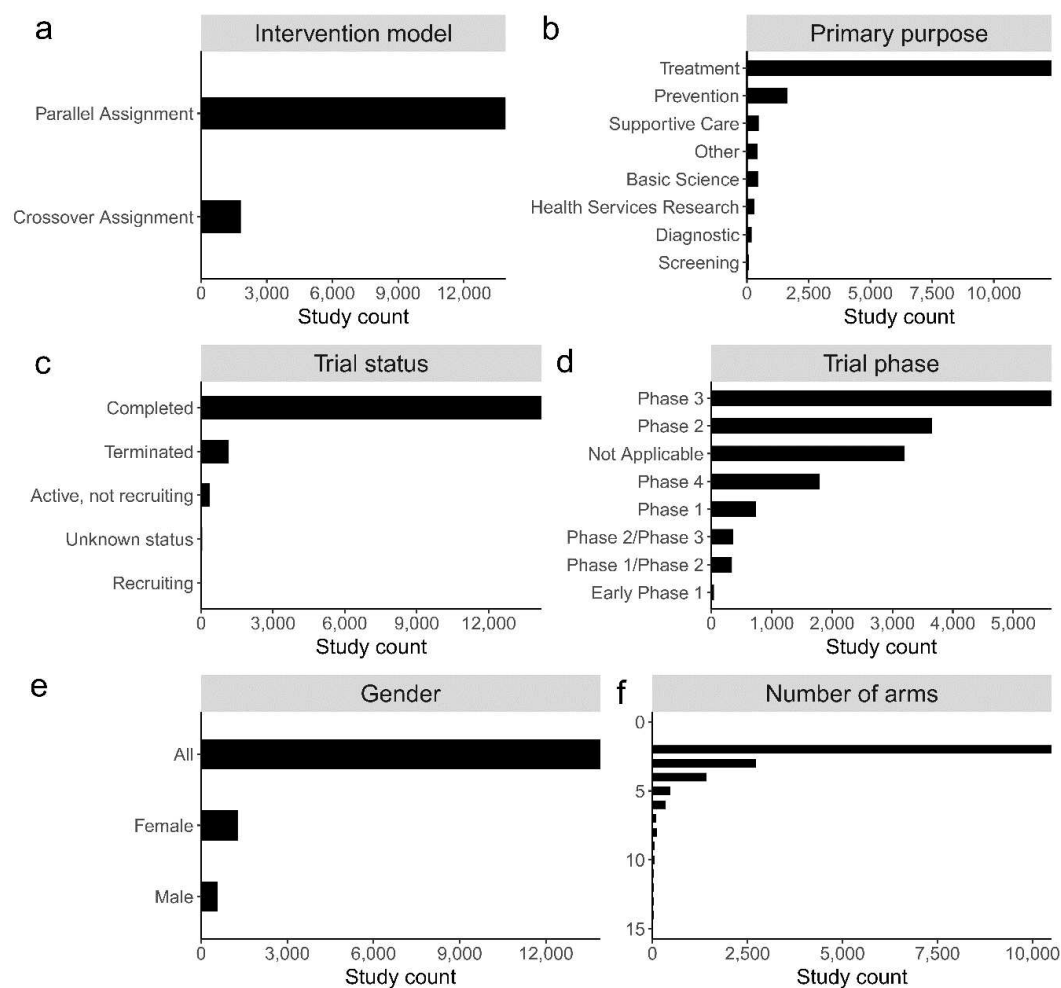 a
Intervention model
Parallel Assignment
Crossover Assignment
0 3,000 6,000 9,000 12,000
Study count
b
Primary purpose
Treatment
Prevention
Supportive Care
Other
Basic Science
Health Services Research
Diagnostic
Screening
0 2,500 5,000 7,500 10,000
Study count
c
Trial status
Completed
Terminated
Active, not recruiting
Unknown status
Recruiting
0 3,000 6,000 9,000 12,000
Study count
d
Trial phase
Phase 3
Phase 2
Not Applicable
Phase 4
Phase 1
Phase 2/Phase 3
Phase 1/Phase 2
Early Phase 1
0 1,000 2,000 3,000 4,000 5,000
Study count
e
Gender
All
Female
Male
0 3,000 6,000 9,000 12,000
Study count
f
Number of arms
0
5
10
15
0 2,500 5,000 7,500 10,000
Study count